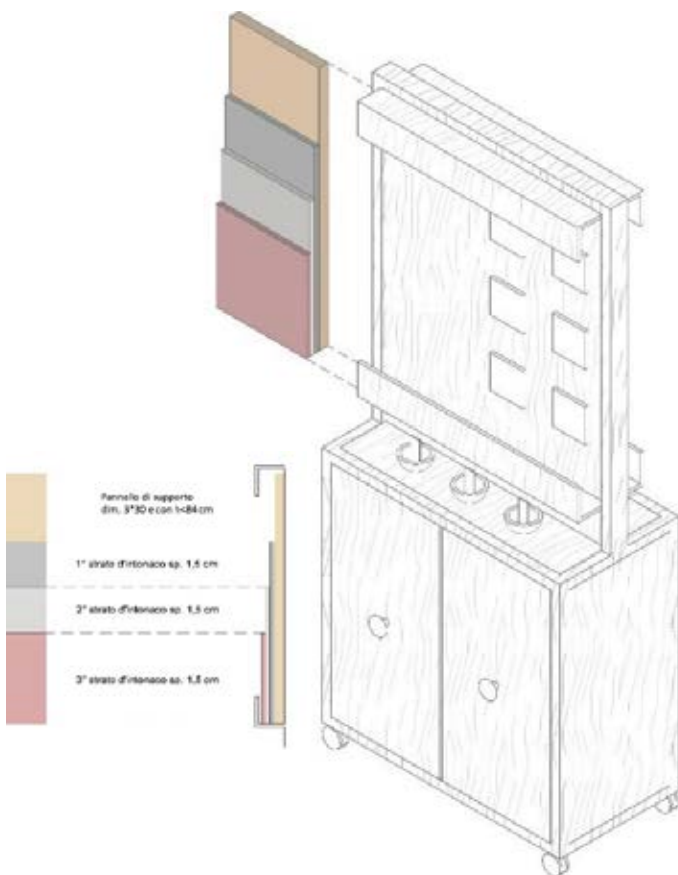 Pannello di supporto
dim. 3*30 e con h<84 cm
1° strato d'intonaco sp. 1,5 cm
2° strato d'intonaco sp. 1,5 cm
3° strato d'intonaco sp. 1,5 cm